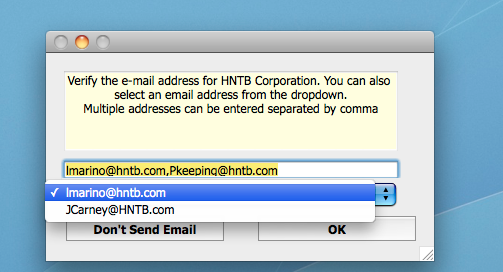 Verify the e-mail address for HNTB Corporation. You can also
select an email address from the dropdown.
Multiple addresses can be entered separated by comma
lmarino@hntb.com,Pkeeping@hntb.com
✓ lmarino@hntb.com
JCarney@HNTB.com
Don't Send Email
OK